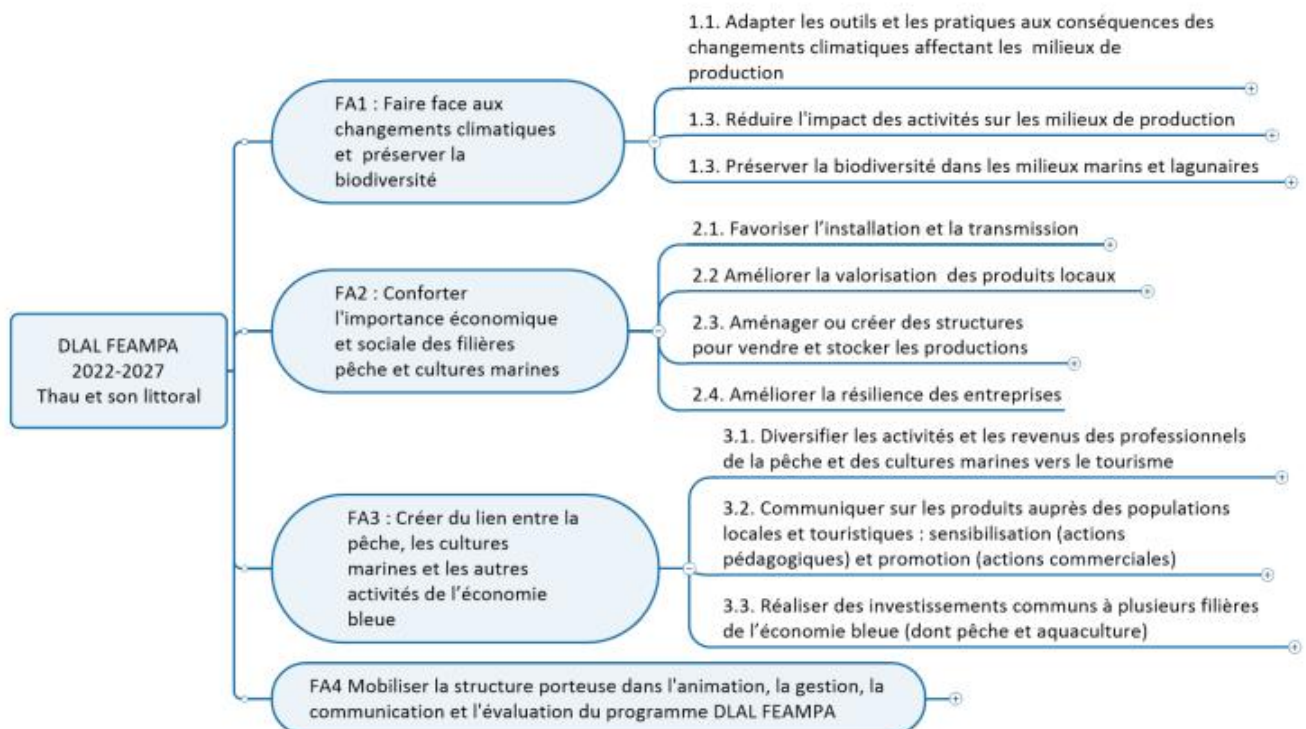 DLAL FEAMPA
2022-2027
Thau et son littoral
FA1 : Faire face aux
changements climatiques
et  préserver la
biodiversité
1.1. Adapter les outils et les pratiques aux conséquences des
changements climatiques affectant les  milieux de
production
1.3. Réduire l'impact des activités sur les milieux de production
1.3. Préserver la biodiversité dans les milieux marins et lagunaires
FA2 : Conforter
l'importance économique
et sociale des filières
pêche et cultures marines
2.1. Favoriser l’installation et la transmission
2.2 Améliorer la valorisation  des produits locaux
2.3. Aménager ou créer des structures
pour vendre et stocker les productions
2.4. Améliorer la résilience des entreprises
FA3 : Créer du lien entre la
pêche, les cultures
marines et les autres
activités de l’économie
bleue
3.1. Diversifier les activités et les revenus des professionnels
de la pêche et des cultures marines vers le tourisme
3.2. Communiquer sur les produits auprès des populations
locales et touristiques : sensibilisation (actions
pédagogiques) et promotion (actions commerciales)
3.3. Réaliser des investissements communs à plusieurs filières
de l’économie bleue (dont pêche et aquaculture)
FA4 Mobiliser la structure porteuse dans l'animation, la gestion, la
communication et l'évaluation du programme DLAL FEAMPA